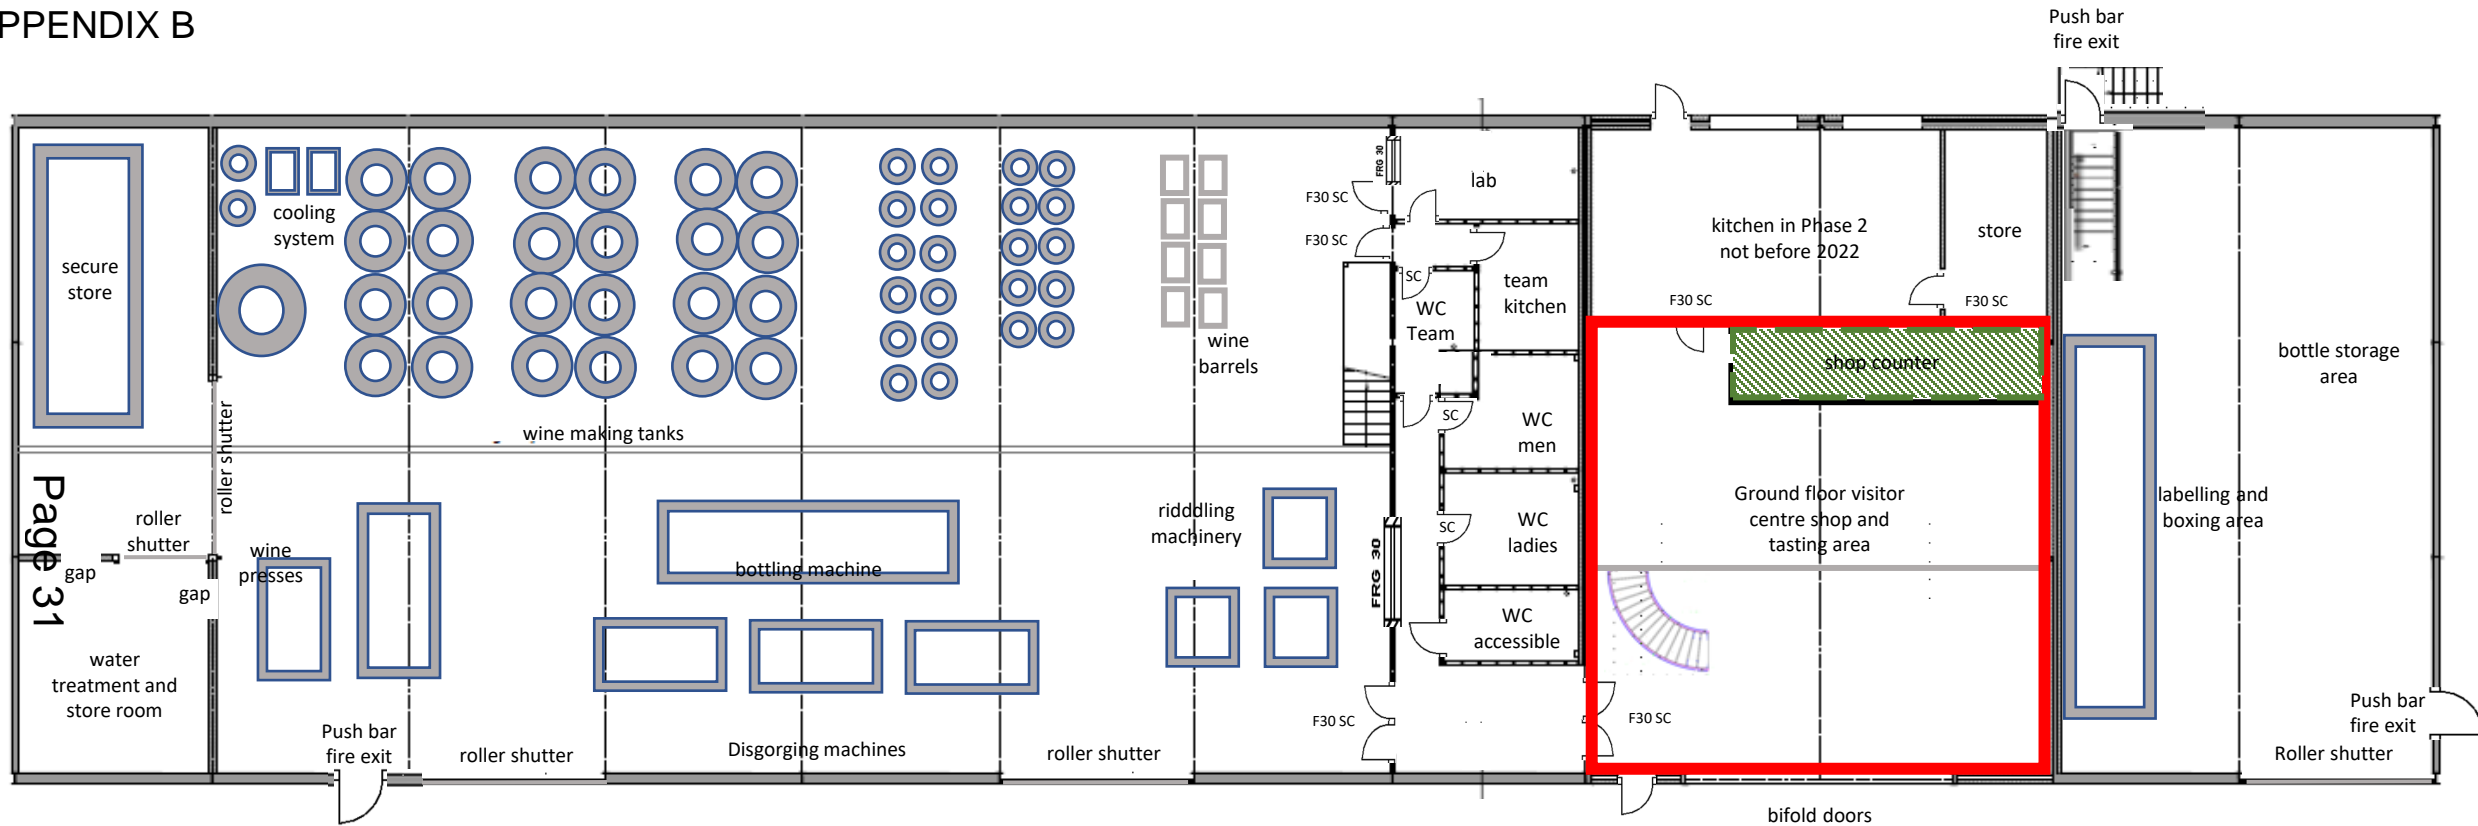 PPENDIX B
Push bar
fire exit
secure
store
cooling
system
wine making tanks
wine
barrels
FRG 30
F30 SC
F30 SC
lab
SC
team
kitchen
WC
Team
kitchen in Phase 2
not before 2022
store
F30 SC
F30 SC
shop counter
bottle storage
area
roller shutter
SC
WC
men
Page 31
roller
shutter
gap
gap
wine
presses
bottling machine
ridddling
machinery
FRG 30
SC
WC
ladies
WC
accessible
Ground floor visitor
centre shop and
tasting area
labelling and
boxing area
water
treatment and
store room
Push bar
fire exit
roller shutter
Disgorging machines
roller shutter
F30 SC
F30 SC
Push bar
fire exit
Roller shutter
bifold doors